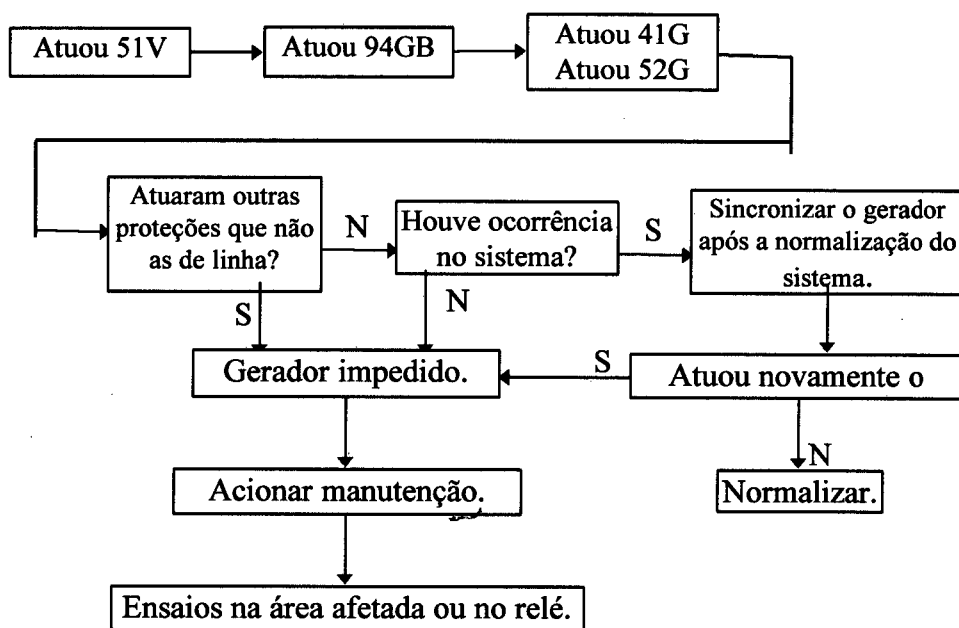 Atuou 51V
Atuou 94GB
Atuou 41G
Atuou 52G
Atuaram outras
proteções que não
as de linha?
N
Houve ocorrência
no sistema?
S
Sincronizar o gerador
após a normalização do
sistema.
S
N
Gerador impedido.
S
Atuou novamente o
N
Acionar manutenção.
Normalizar.
Ensaios na área afetada ou no relé.